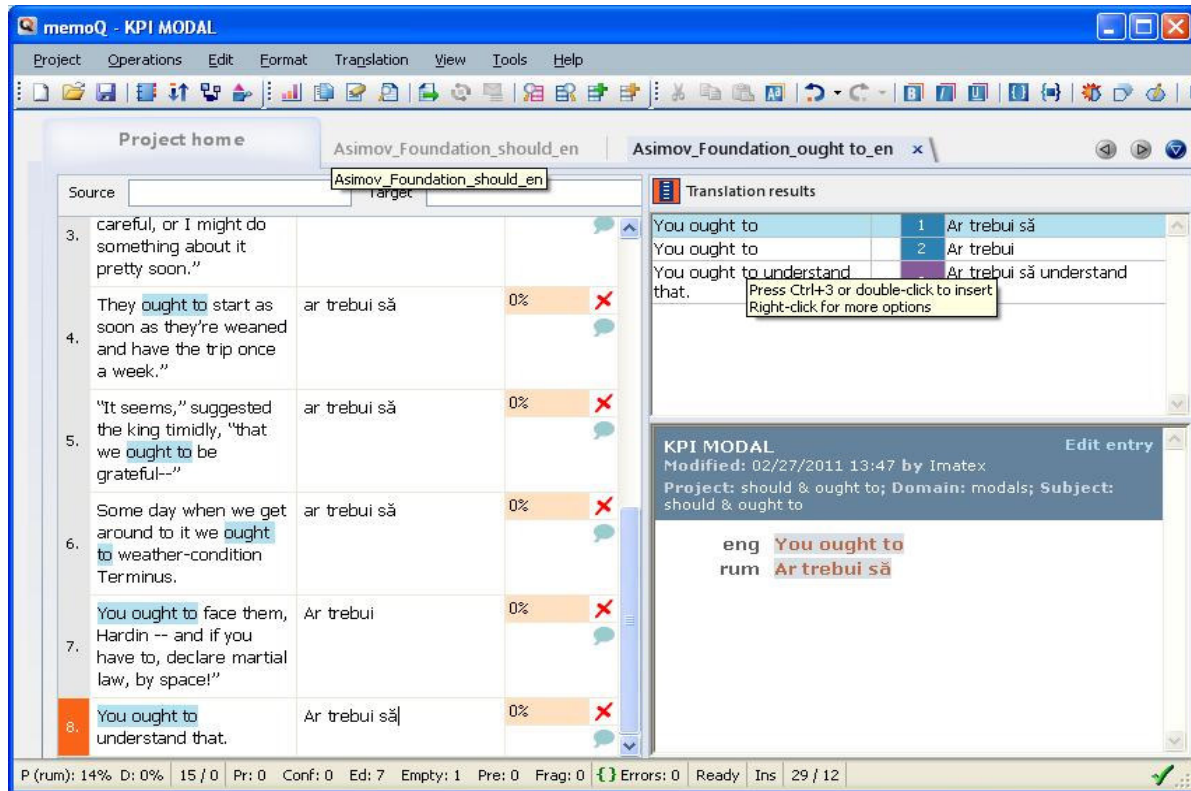 memoQ - KPI MODAL
Project Operations Edit Format Translation View Tools Help
Project home
Asimov_Foundation_should_en
Asimov_Foundation_ought to_en x
Asimov_Foundation_should_en
Source
Target
3.
careful, or I might do
something about it
pretty soon.”
4.
They ought to start as
soon as they're weaned
and have the trip once
a week.”
ar trebui să
0%
5.
“It seems,” suggested
the king timidly, “that
we ought to be
grateful--”
ar trebui să
0%
6.
Some day when we get
around to it we ought
to weather-condition
Terminus.
ar trebui să
0%
7.
You ought to face them,
Hardin -- and if you
have to, declare martial
law, by space!”
Ar trebui
0%
8.
You ought to
understand that.
Ar trebui să
0%
Translation results
You ought to 1 Ar trebui să
You ought to 2 Ar trebui
You ought to understand
that.
Ar trebui să understand
Press Ctrl+3 or double-click to insert
Right-click for more options
KPI MODAL
Edit entry
Modified: 02/27/2011 13:47 by Imatex
Project: should & ought to; Domain: modals; Subject:
should & ought to
eng You ought to
rum Ar trebui să
P (rum): 14% D: 0% 15 / 0 Pr: 0 Conf: 0 Ed: 7 Empty: 1 Pre: 0 Frag: 0 {} Errors: 0 Ready Ins 29 / 12